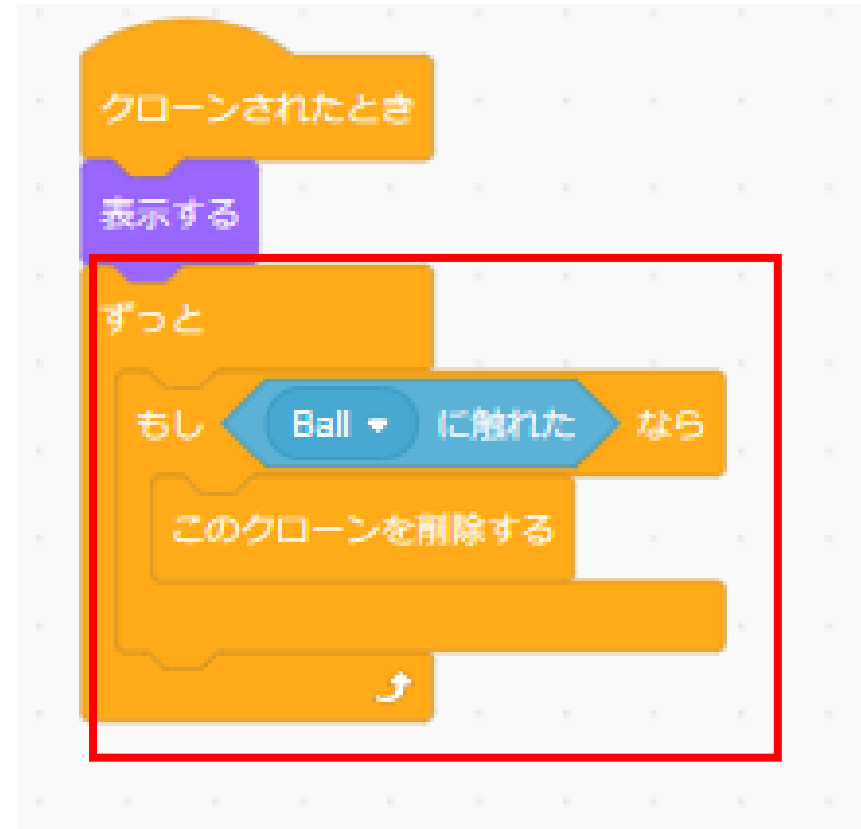 クローンされたとき
表示する
ずっと
もし Ball に触れた なら
このクローンを削除する